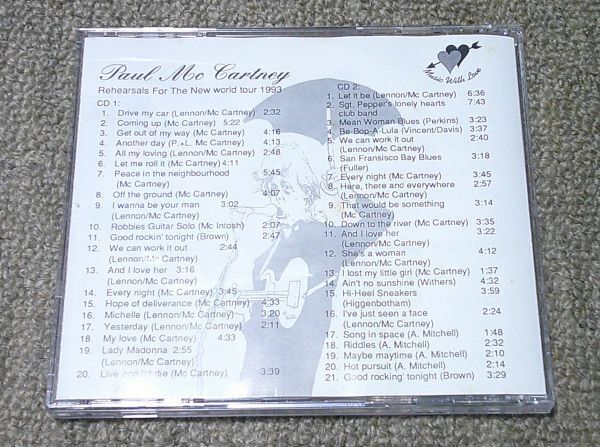 Paul Mc Cartney
Rehearsals For The New world tour 1993
Music With Love
CD 1:
1. Drive my car (Lennon/Mc Cartney) 2:32
2. Coming up (Mc Cartney) 5:22
3. Get out of my way (Mc Cartney) 4:16
4. Another day (P.+L. Mc Cartney) 4:13
5. All my loving (Lennon/Mc Cartney) 2:48
6. Let me roll it (Mc Cartney) 4:11
7. Peace in the neighbourhood 5:45
(Mc Cartney)
8. Off the ground (Mc Cartney) 4:07
9. I wanna be your man 3:02
(Lennon/Mc Cartney)
10. Robbies Guitar Solo (Mc Intosh) 2:07
11. Good rockin' tonight (Brown) 2:47
12. We can work it out 2:44
(Lennon/Mc Cartney)
13. And I love her 3:16
(Lennon/Mc Cartney)
14. Every night (Mc Cartney) 3:45
15. Hope of deliverance (Mc Cartney) 4:33
16. Michelle (Lennon/Mc Cartney) 3:20
17. Yesterday (Lennon/Mc Cartney) 2:11
18. My love (Mc Cartney) 4:33
19. Lady Madonna 2:55
(Lennon/Mc Cartney)
20. Live and let die (Mc Cartney) 3:39
CD 2:
1. Let it be (Lennon/Mc Cartney) 6:36
2. Sgt. Pepper's lonely hearts 7:43
club band
3. Mean Woman Blues (Perkins) 3:23
4. Be-Bop-A-Lula (Vincent/Davis) 3:37
5. We can work it out 2:40
(Lennon/Mc Cartney)
6. San Fransisco Bay Blues 3:18
(Fuller)
7. Every night (Mc Cartney) 3:45
8. Here, there and everywhere 2:57
(Lennon/Mc Cartney)
9. That would be something 3:14
(Mc Cartney)
10. Down to the river (Mc Cartney) 3:35
11. And I love her 3:22
(Lennon/Mc Cartney)
12. She's a woman 4:12
(Lennon/Mc Cartney)
13. I lost my little girl (Mc Cartney) 1:37
14. Ain't no sunshine (Withers) 4:32
15. Hi-Heel Sneakers 3:59
(Higgenbotham)
16. I've just seen a face 2:24
(Lennon/Mc Cartney)
17. Song in space (A. Mitchell) 1:48
18. Riddles (A. Mitchell) 2:32
19. Maybe maytime (A. Mitchell) 2:10
20. Hot pursuit (A. Mitchell) 2:14
21. Good rocking' tonight (Brown) 3:29